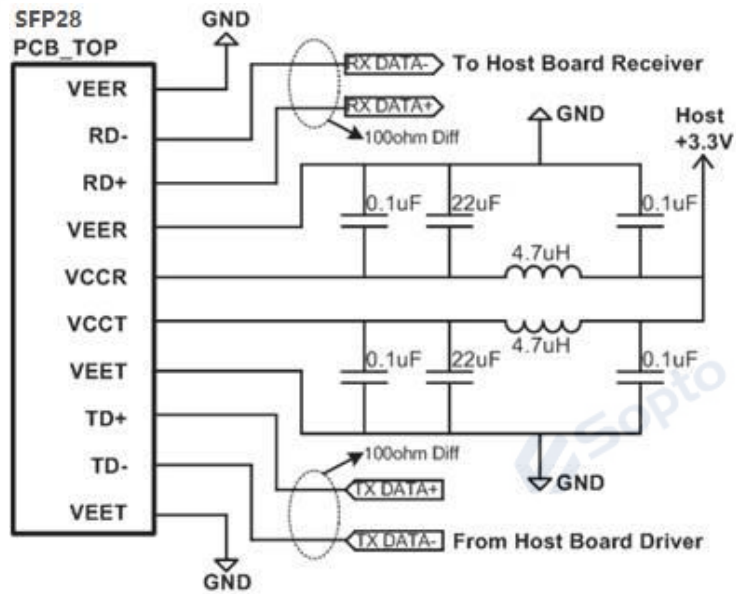 SFP28
PCB_TOP
GND
VEER
RX DATA-
To Host Board Receiver
RD-
RX DATA+
100ohm Diff
GND
Host
+3.3V
RD+
VEER
0.1uF
22uF
0.1uF
4.7uH
VCCR
VCCT
4.7uH
VEET
0.1uF
22uF
0.1uF
TD+
100ohm Diff
TD-
TX DATA+
GND
VEET
TX DATA-
From Host Board Driver
GND
Sopto